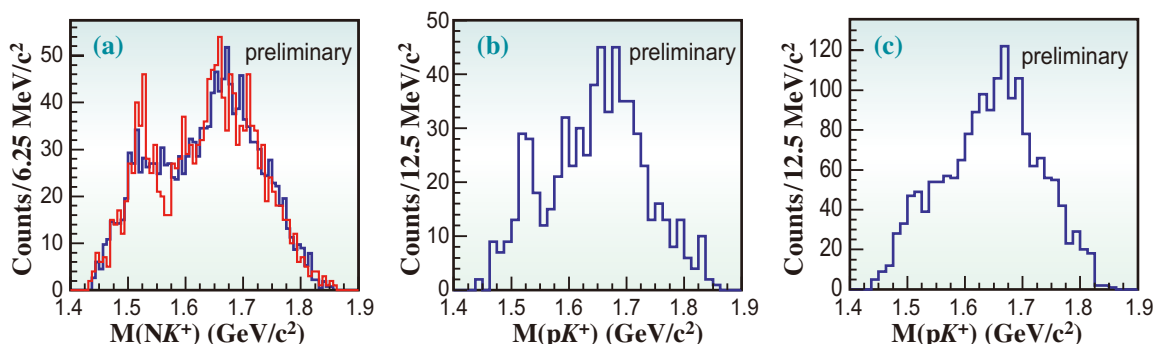 (a)
preliminary
Counts/6.25 MeV/c²
50
40
30
20
10
0
1.4 1.5 1.6 1.7 1.8 1.9
M(NK⁺) (GeV/c²)
(b)
preliminary
Counts/12.5 MeV/c²
50
40
30
20
10
0
1.4 1.5 1.6 1.7 1.8 1.9
M(pK⁺) (GeV/c²)
(c)
preliminary
Counts/12.5 MeV/c²
120
100
80
60
40
20
0
1.4 1.5 1.6 1.7 1.8 1.9
M(pK⁺) (GeV/c²)